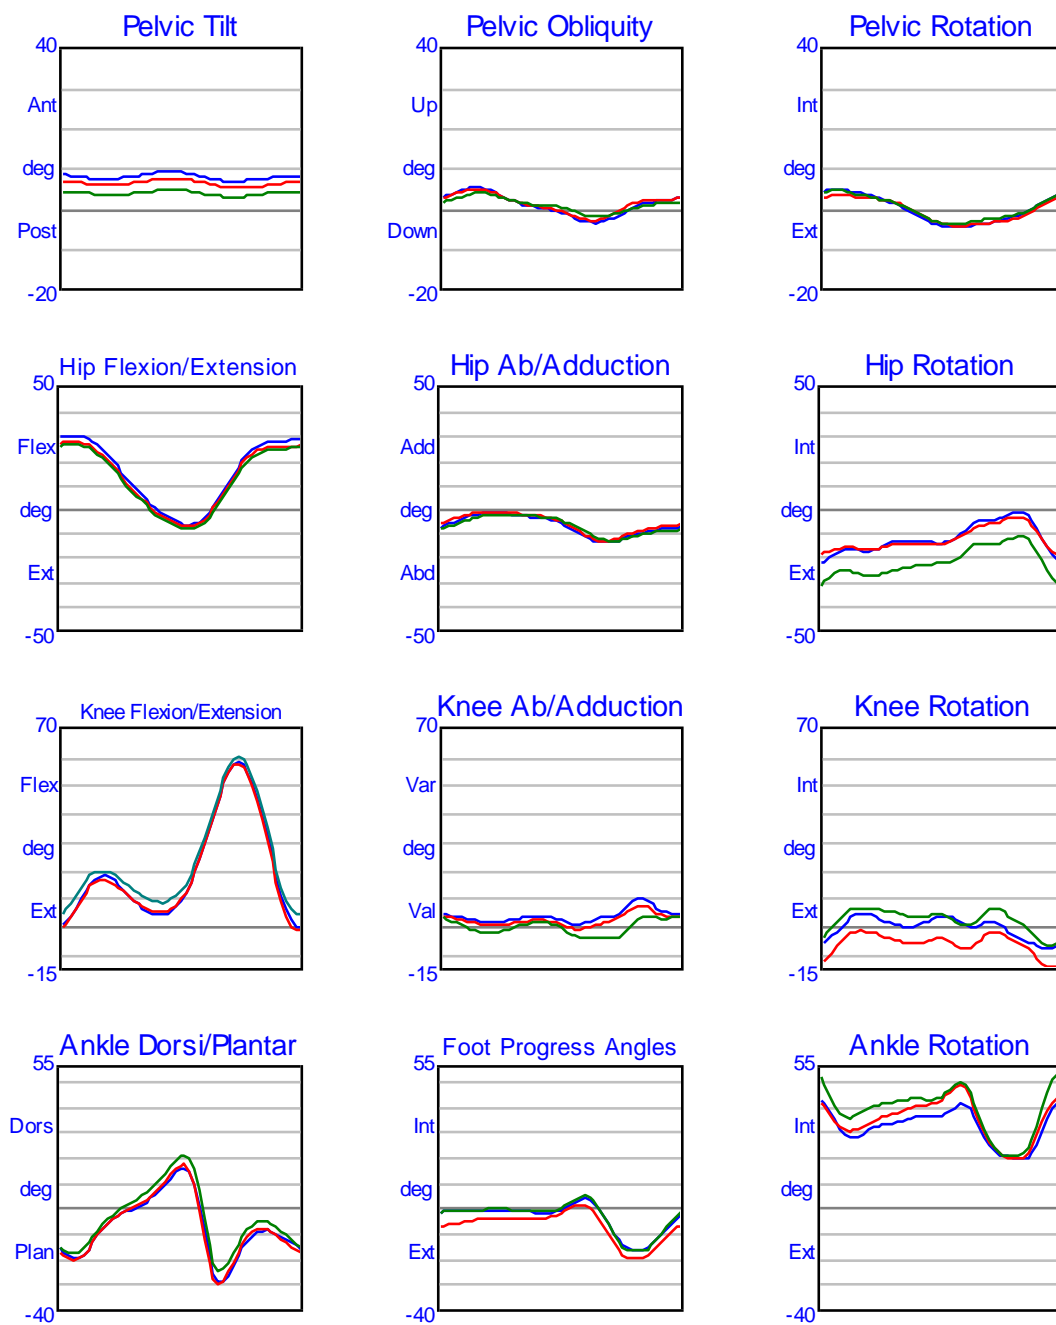 Pelvic Tilt
40
Ant
deg
Post
-20
Pelvic Obliquity
40
Up
deg
Down
-20
Pelvic Rotation
40
Int
deg
Ext
-20
Hip Flexion/Extension
50
Flex
deg
Ext
-50
Hip Ab/Adduction
50
Add
deg
Abd
-50
Hip Rotation
50
Int
deg
Ext
-50
Knee Flexion/Extension
70
Flex
deg
Ext
-15
Knee Ab/Adduction
70
Var
deg
Val
-15
Knee Rotation
70
Int
deg
Ext
-15
Ankle Dorsi/Plantar
55
Dors
deg
Plan
-40
Foot Progress Angles
55
Int
deg
Ext
-40
Ankle Rotation
55
Int
deg
Ext
-40